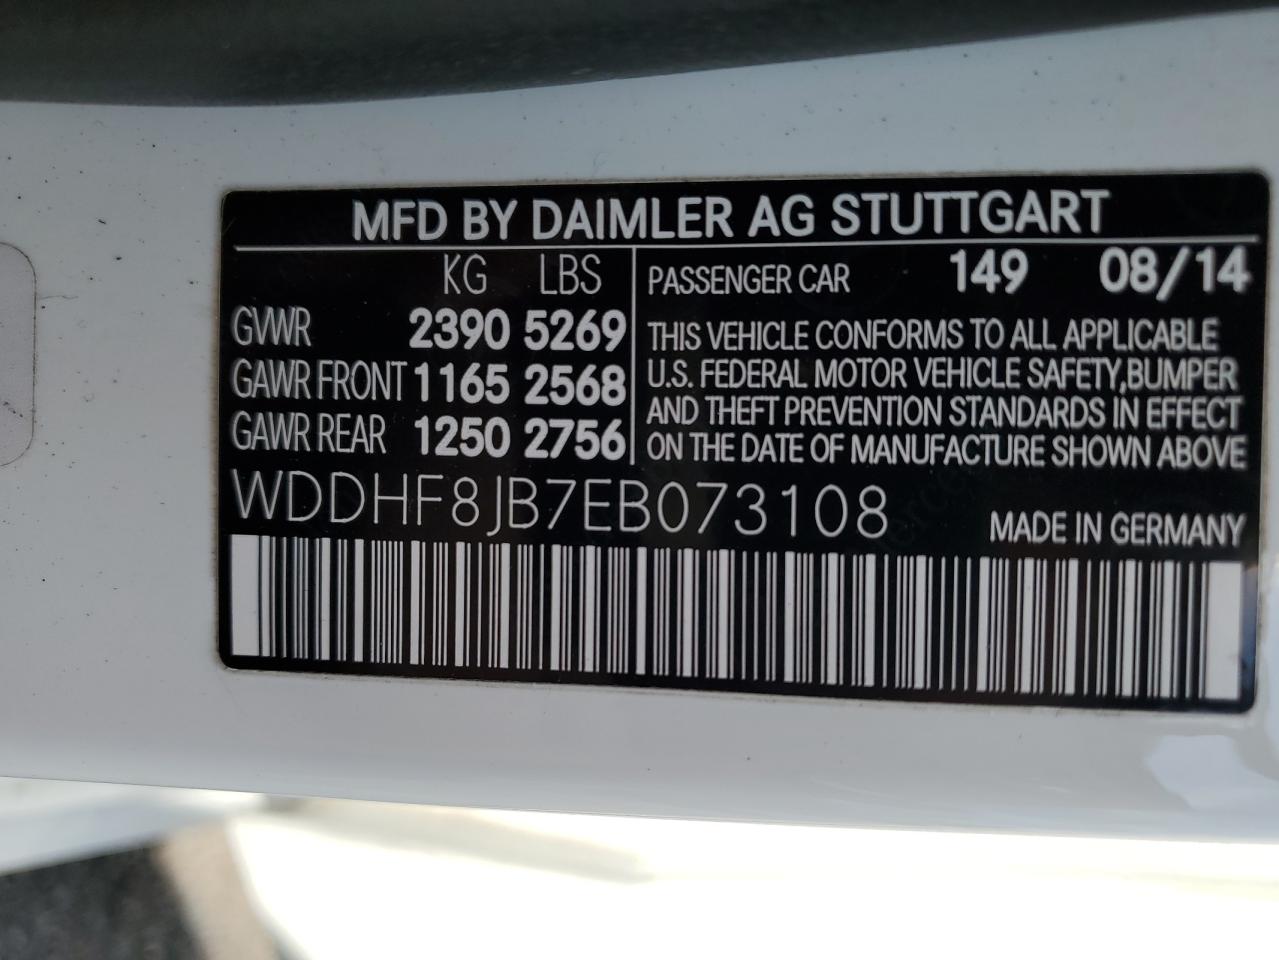 MFD BY DAIMLER AG STUTTGART
KG LBS
GVWR 2390 5269
GAWR FRONT 1165 2568
GAWR REAR 1250 2756
PASSENGER CAR 149 08/14
THIS VEHICLE CONFORMS TO ALL APPLICABLE
U.S. FEDERAL MOTOR VEHICLE SAFETY,BUMPER
AND THEFT PREVENTION STANDARDS IN EFFECT
ON THE DATE OF MANUFACTURE SHOWN ABOVE
WDDHF8JB7EB073108
MADE IN GERMANY